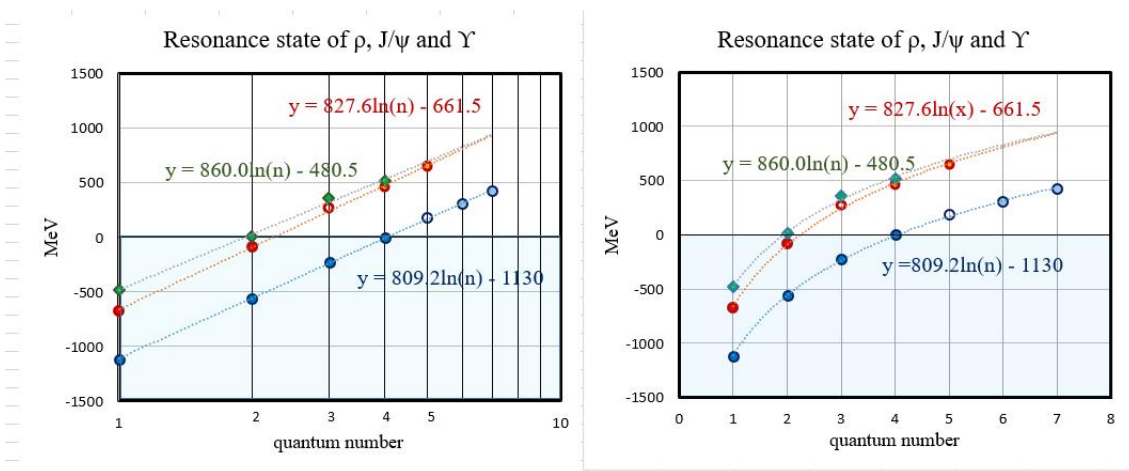 Resonance state of ρ, J/ψ and ϒ
1500
1000
500
0
-500
-1000
-1500
MeV
y = 827.6ln(n) - 661.5
y = 860.0ln(n) - 480.5
y = 809.2ln(n) - 1130
1 2 3 4 5 10
quantum number
Resonance state of ρ, J/ψ and ϒ
1500
1000
500
0
-500
-1000
-1500
MeV
y = 827.6ln(x) - 661.5
y = 860.0ln(n) - 480.5
y =809.2ln(n) - 1130
0 1 2 3 4 5 6 7 8
quantum number